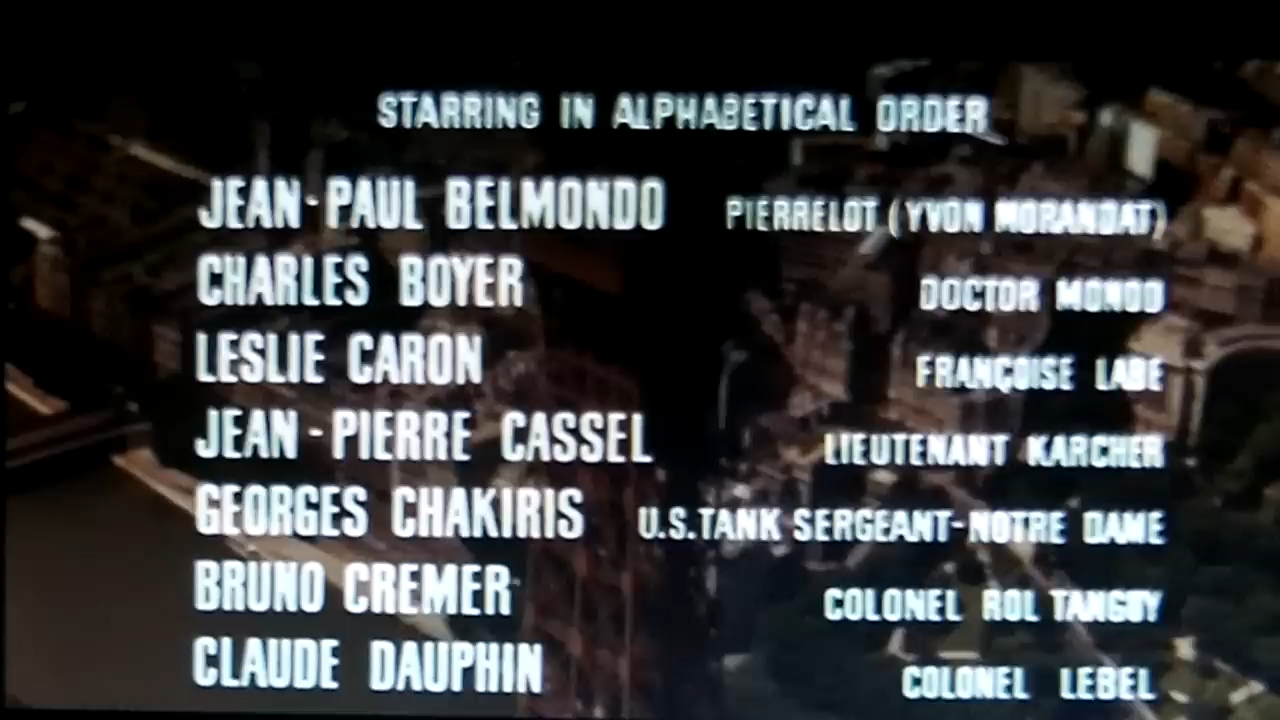 STARRING IN ALPHABETICAL ORDER
JEAN-PAUL BELMONDO PIERRELOT (YVON MORANDAT)
CHARLES BOYER DOCTOR MONOD
LESLIE CARON FRANÇOISE LABE
JEAN-PIERRE CASSEL LIEUTENANT KARCHER
GEORGES CHAKIRIS U.S. TANK SERGEANT-NOTRE DAME
BRUNO CREMER COLONEL ROL TANGUY
CLAUDE DAUPHIN COLONEL LEBEL